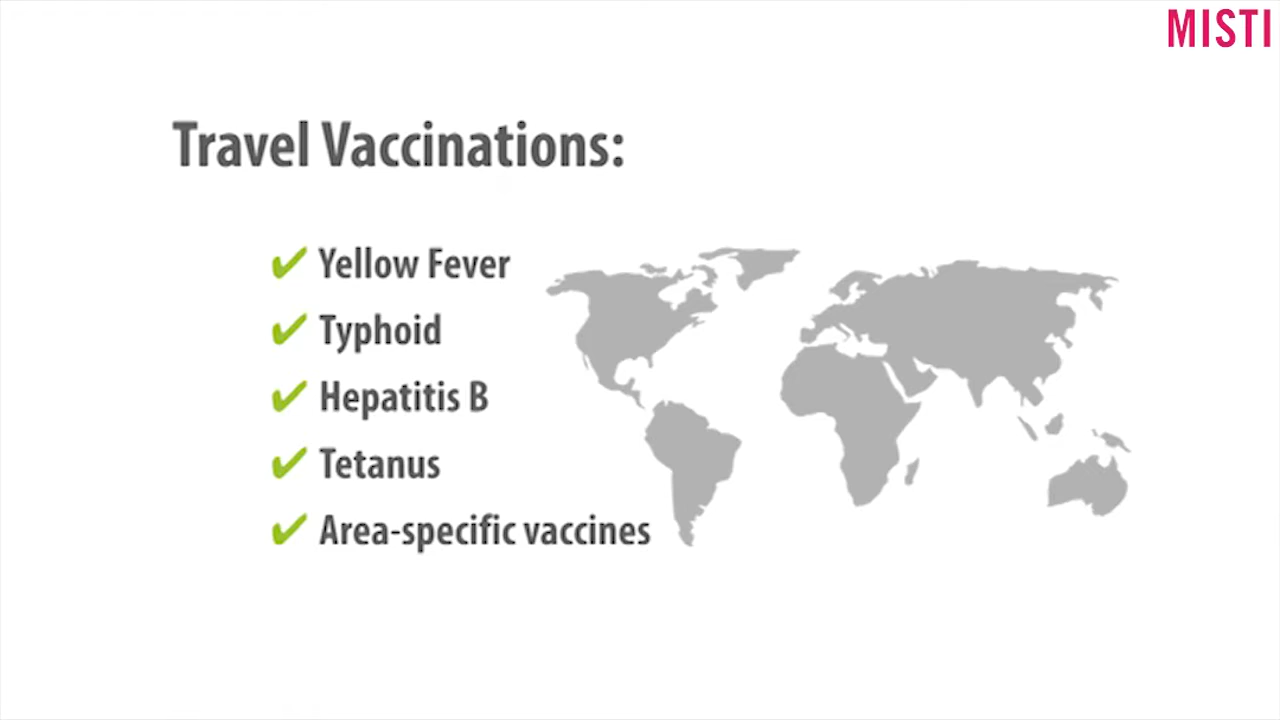 MISTI
Travel Vaccinations:
✔ Yellow Fever
✔ Typhoid
✔ Hepatitis B
✔ Tetanus
✔ Area-specific vaccines